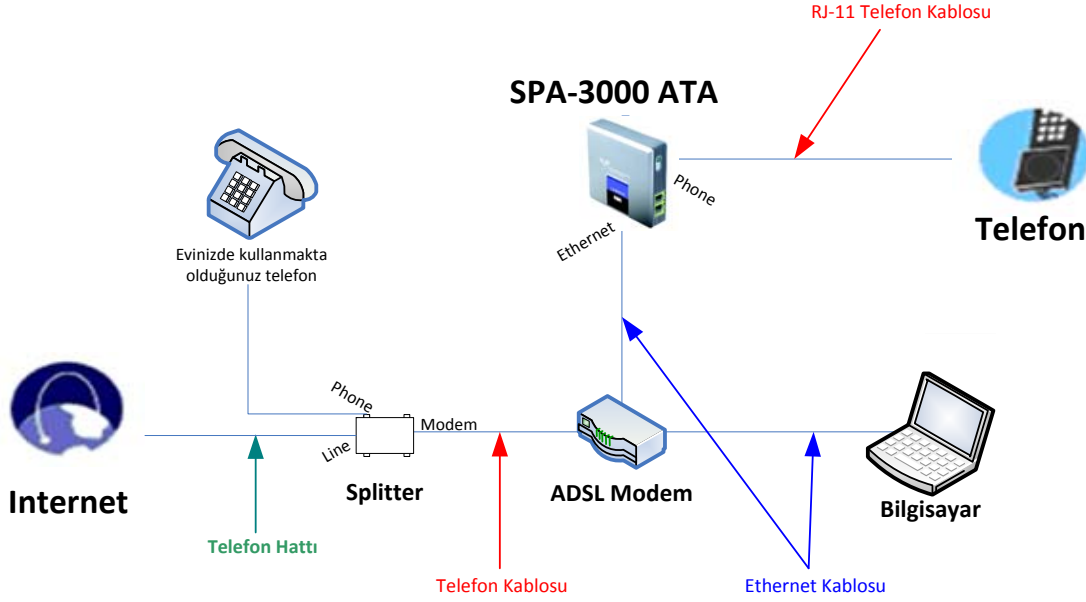 RJ-11 Telefon Kablosu
SPA-3000 ATA
Phone
Ethernet
Telefon
Evinizde kullanmakta
olduğunuz telefon
Phone
Modem
Line
Internet
Splitter
ADSL Modem
Bilgisayar
Telefon Hattı
Telefon Kablosu
Ethernet Kablosu